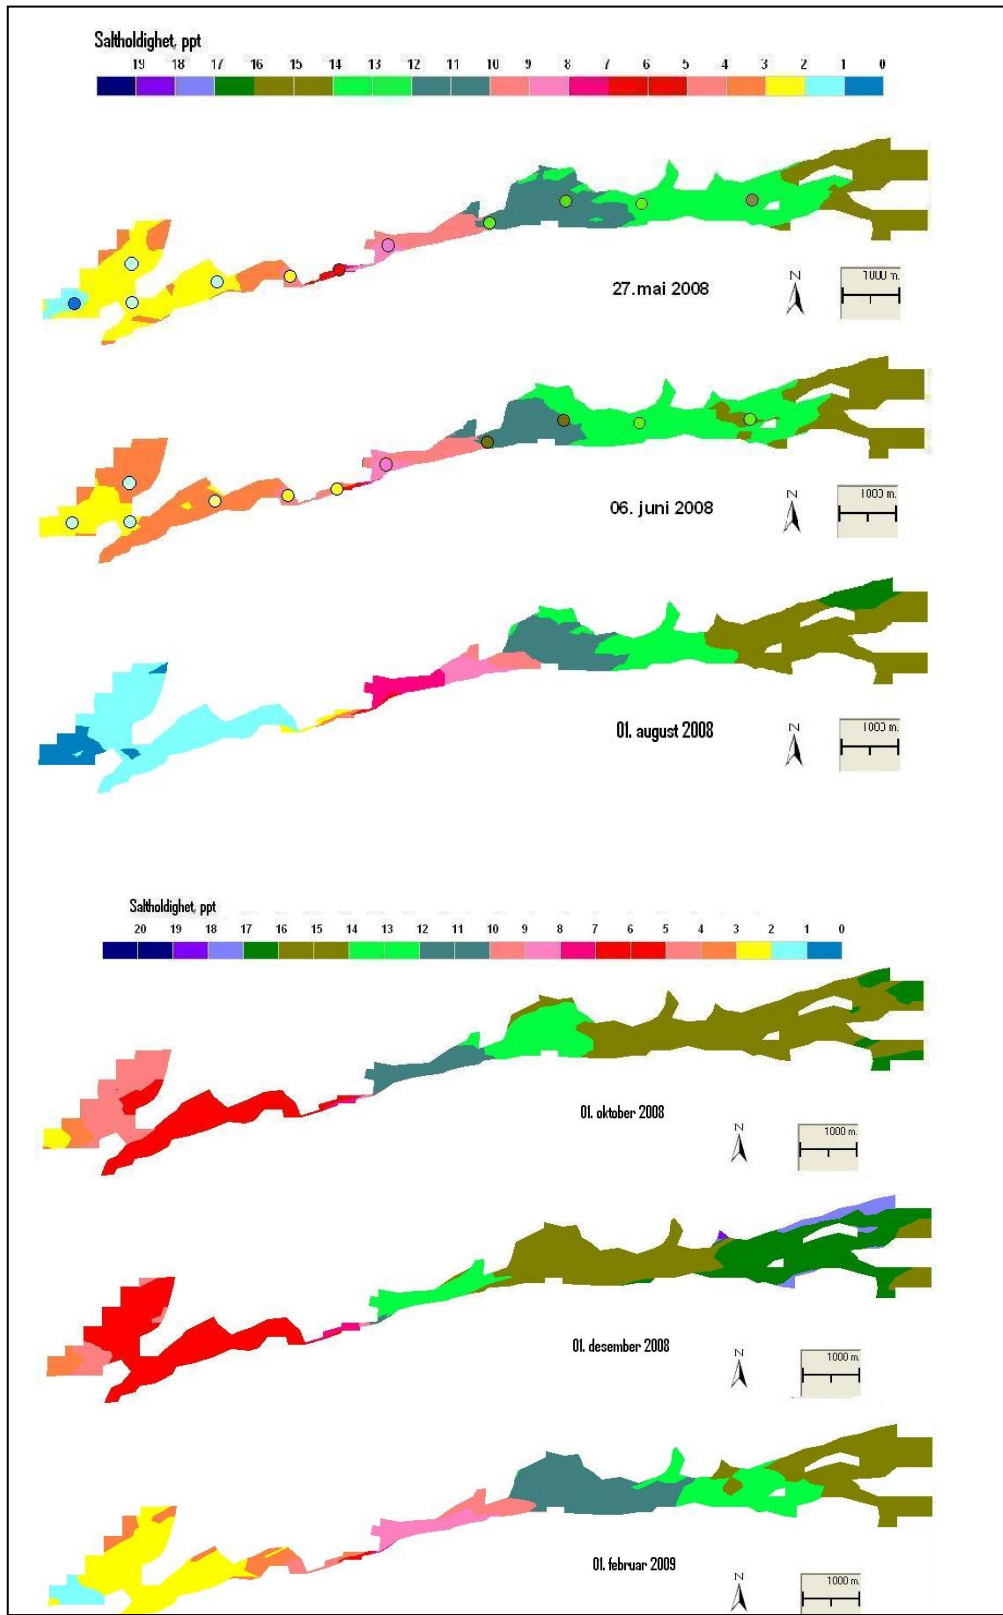 Saltholdighet, ppt
19 18 17 16 15 14 13 12 11 10 9 8 7 6 5 4 3 2 1 0
N
1000 m.
27.mai 2008
N
1000 m.
06. juni 2008
N
1000 m.
01. august 2008
Saltholdighet, ppt
20 19 18 17 16 15 14 13 12 11 10 9 8 7 6 5 4 3 2 1 0
01. oktober 2008
N
1000 m.
01. desember 2008
N
1000 m.
01. februar 2009
N
1000 m.